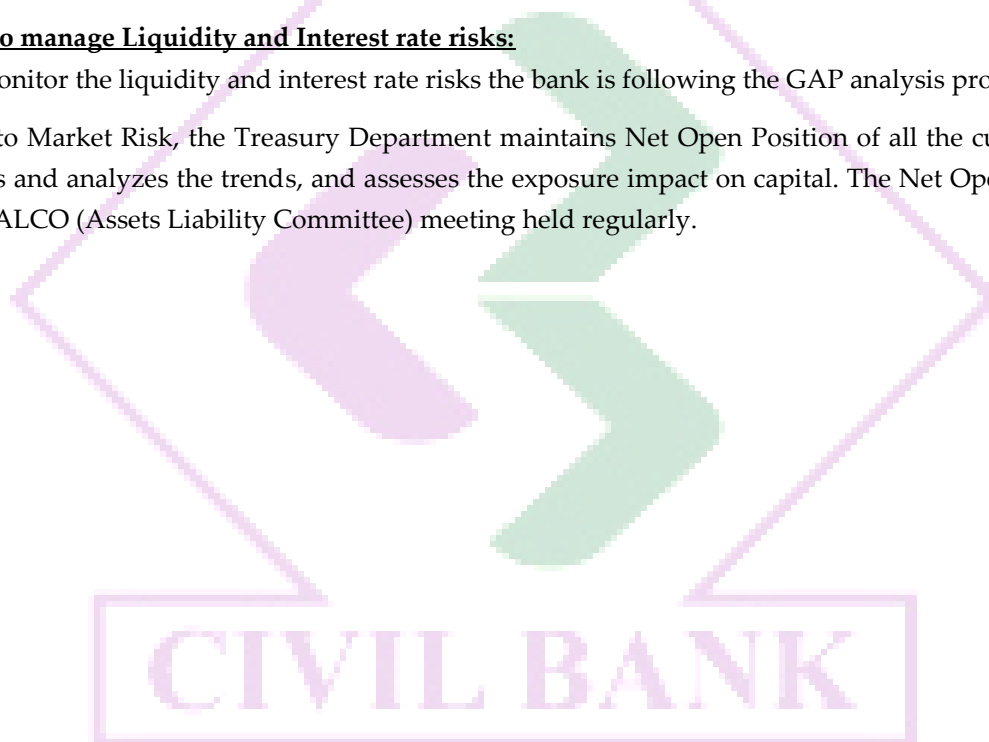 o manage Liquidity and Interest rate risks:
onitor the liquidity and interest rate risks the bank is following the GAP analysis pro
to Market Risk, the Treasury Department maintains Net Open Position of all the cu
s and analyzes the trends, and assesses the exposure impact on capital. The Net Ope
ALCO (Assets Liability Committee) meeting held regularly.
CIVIL BANK